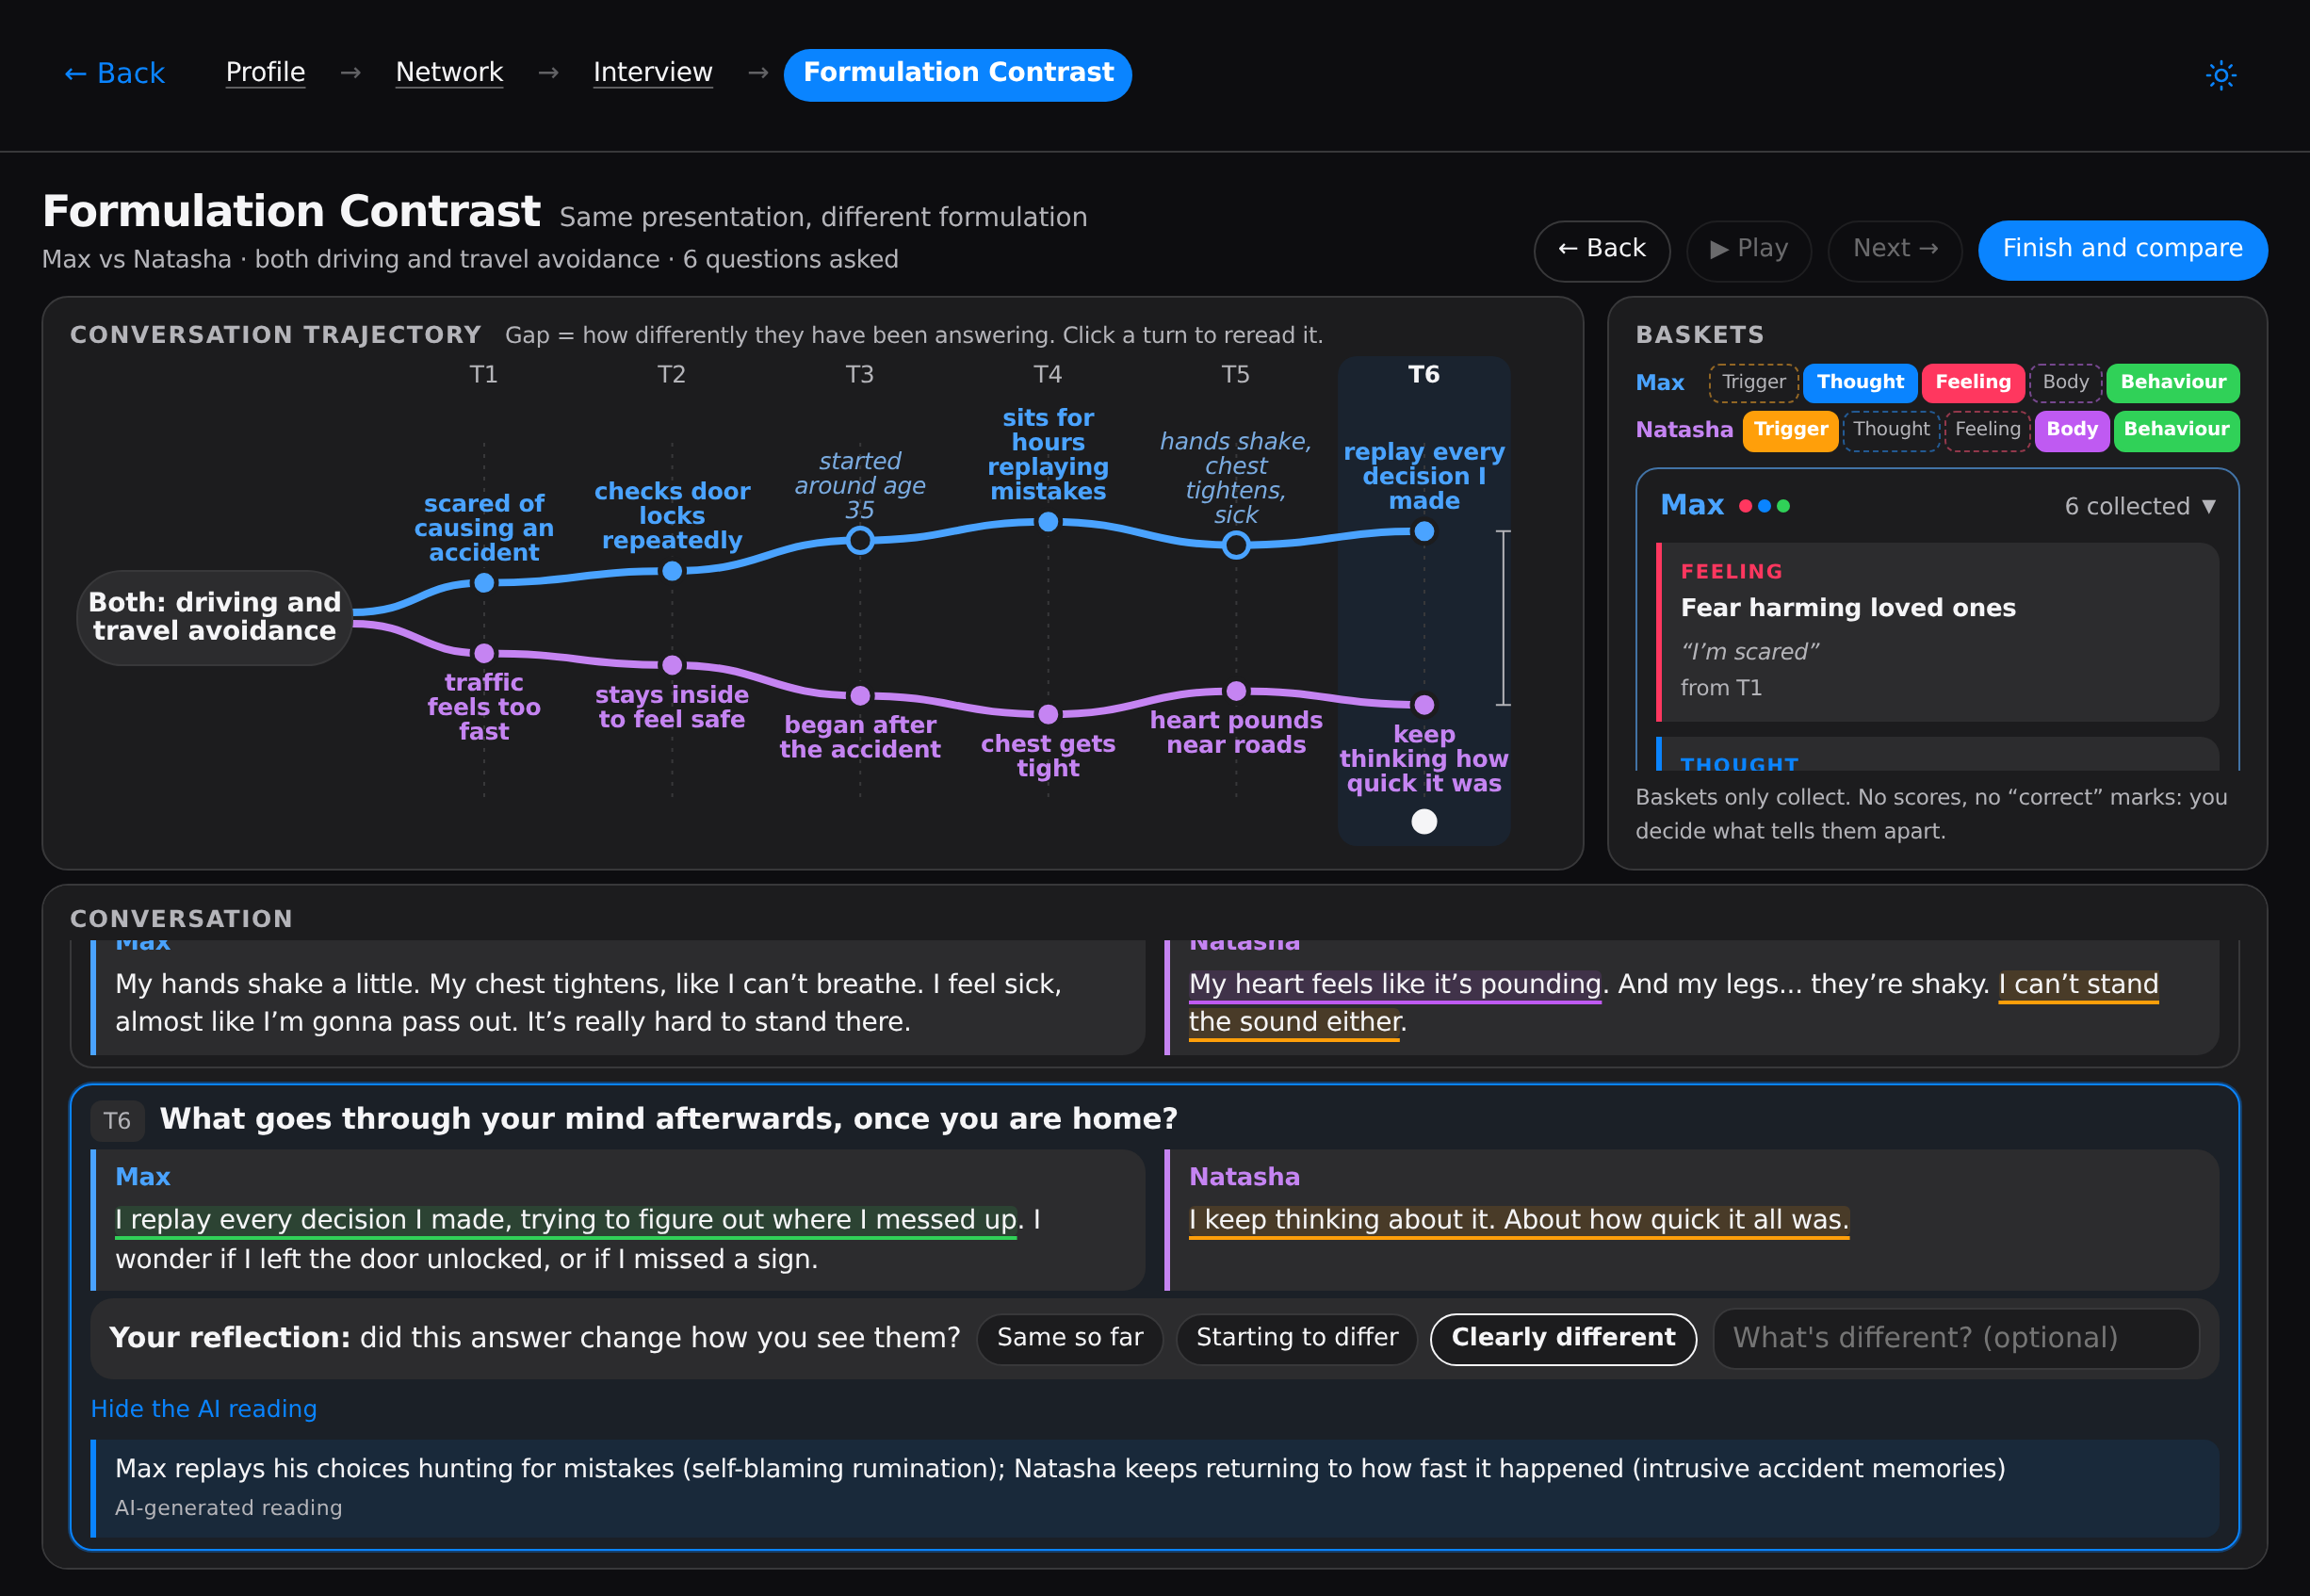 ← Back
Profile → Network → Interview → Formulation Contrast
Formulation Contrast Same presentation, different formulation
Max vs Natasha · both driving and travel avoidance · 6 questions asked
← Back
▶ Play
Next →
Finish and compare
CONVERSATION TRAJECTORY Gap = how differently they have been answering. Click a turn to reread it.
T1 T2 T3 T4 T5 T6
Both: driving and
travel avoidance
scared of
causing an
accident
checks door
locks
repeatedly
started
around age
35
sits for
hours
replaying
mistakes
hands shake,
chest
tightens,
sick
replay every
decision I
made
traffic
feels too
fast
stays inside
to feel safe
began after
the accident
chest gets
tight
heart pounds
near roads
keep
thinking how
quick it was
BASKETS
Max Trigger Thought Feeling Body Behaviour
Natasha Trigger Thought Feeling Body Behaviour
Max 6 collected ▼
FEELING
Fear harming loved ones
“I’m scared”
from T1
THOUGHT
Baskets only collect. No scores, no “correct” marks: you
decide what tells them apart.
CONVERSATION
Max
My hands shake a little. My chest tightens, like I can’t breathe. I feel sick,
almost like I’m gonna pass out. It’s really hard to stand there.
Natasha
My heart feels like it’s pounding. And my legs... they’re shaky. I can’t stand
the sound either.
T6 What goes through your mind afterwards, once you are home?
Max
I replay every decision I made, trying to figure out where I messed up. I
wonder if I left the door unlocked, or if I missed a sign.
Natasha
I keep thinking about it. About how quick it all was.
Your reflection: did this answer change how you see them? Same so far Starting to differ Clearly different What's different? (optional)
Hide the AI reading
Max replays his choices hunting for mistakes (self-blaming rumination); Natasha keeps returning to how fast it happened (intrusive accident memories)
AI-generated reading